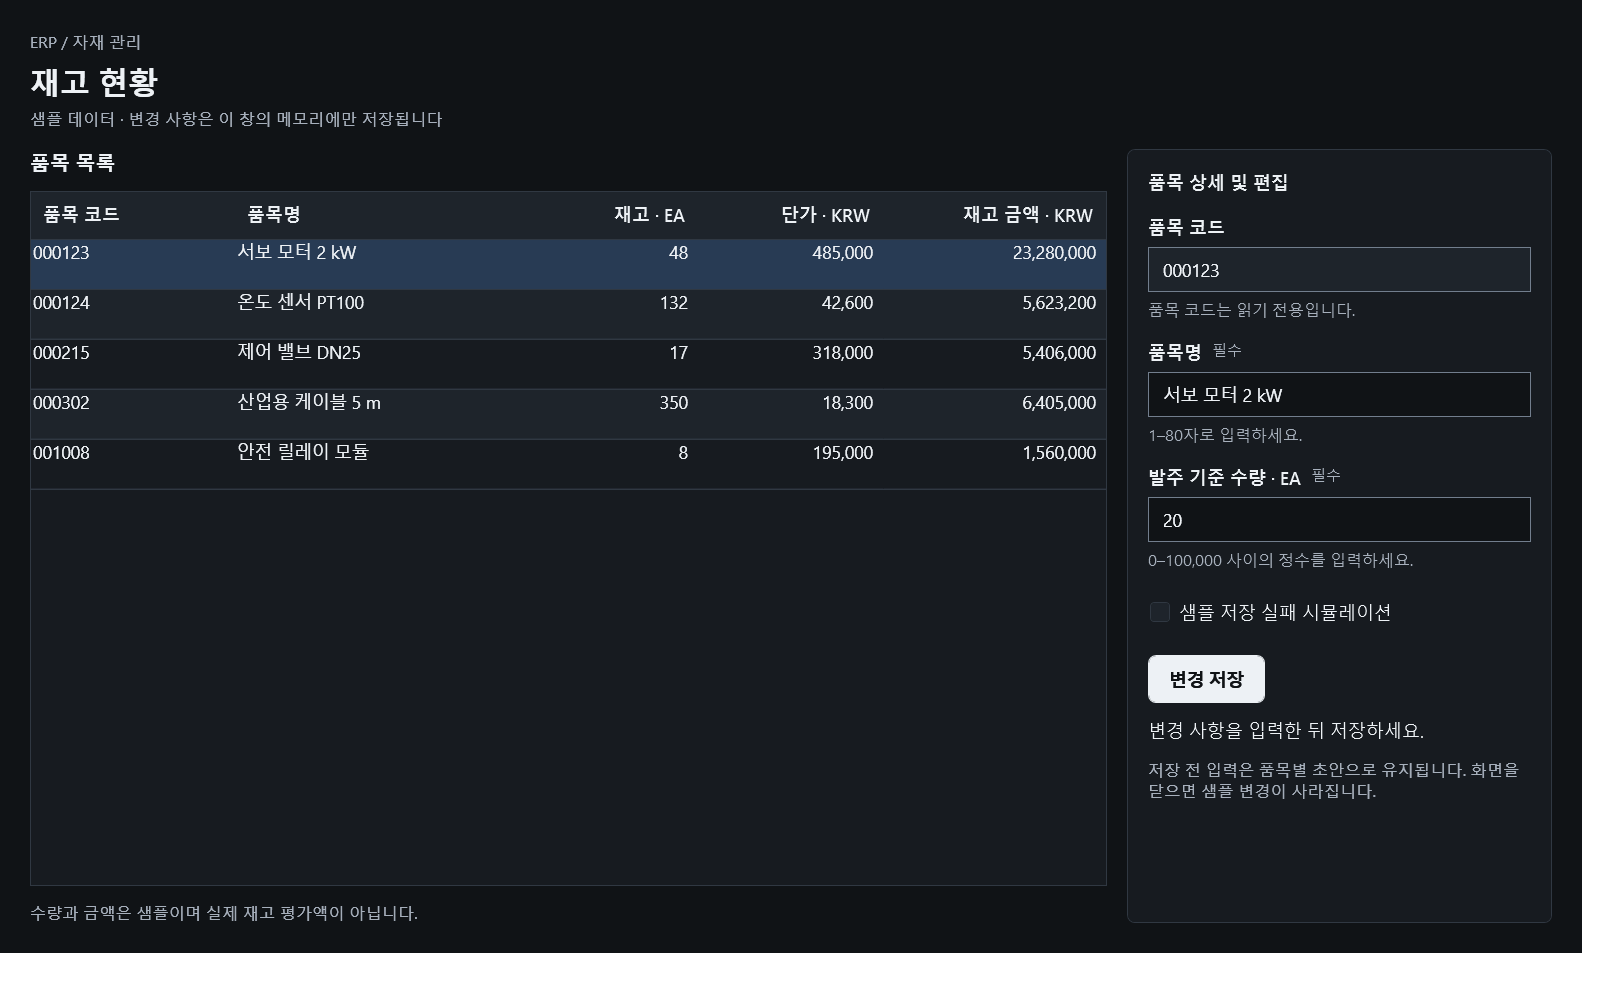 ERP / 자재 관리
재고 현황
샘플 데이터 · 변경 사항은 이 창의 메모리에만 저장됩니다
품목 목록
품목 코드 품목명 재고 · EA 단가 · KRW 재고 금액 · KRW
000123 서보 모터 2 kW 48 485,000 23,280,000
000124 온도 센서 PT100 132 42,600 5,623,200
000215 제어 밸브 DN25 17 318,000 5,406,000
000302 산업용 케이블 5 m 350 18,300 6,405,000
001008 안전 릴레이 모듈 8 195,000 1,560,000
수량과 금액은 샘플이며 실제 재고 평가액이 아닙니다.
품목 상세 및 편집
품목 코드
000123
품목 코드는 읽기 전용입니다.
품목명 필수
서보 모터 2 kW
1–80자로 입력하세요.
발주 기준 수량 · EA 필수
20
0–100,000 사이의 정수를 입력하세요.
샘플 저장 실패 시뮬레이션
변경 저장
변경 사항을 입력한 뒤 저장하세요.
저장 전 입력은 품목별 초안으로 유지됩니다. 화면을
닫으면 샘플 변경이 사라집니다.